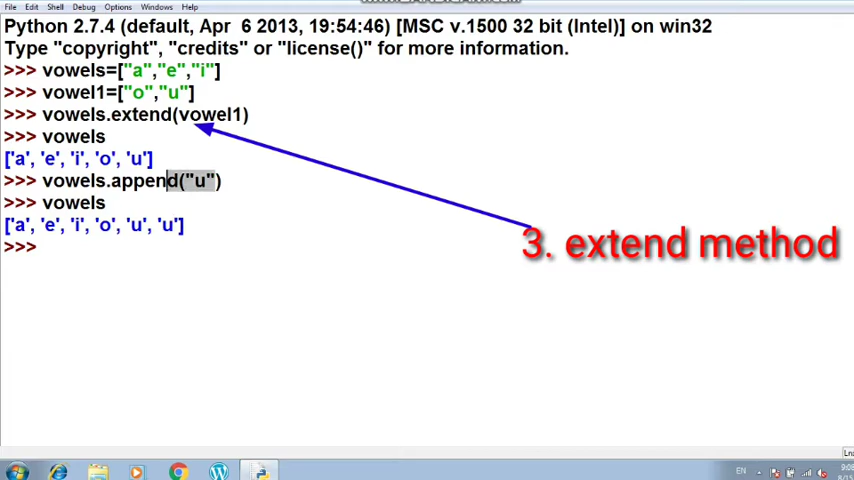 File Edit Shell Debug Options Windows Help
Python 2.7.4 (default, Apr  6 2013, 19:54:46) [MSC v.1500 32 bit (Intel)] on win32
Type "copyright", "credits" or "license()" for more information.
>>> vowels=["a","e","i"]
>>> vowel1=["o","u"]
>>> vowels.extend(vowel1)
>>> vowels
['a', 'e', 'i', 'o', 'u']
>>> vowels.append("u")
>>> vowels
['a', 'e', 'i', 'o', 'u', 'u']
3. extend method
>>>
EN